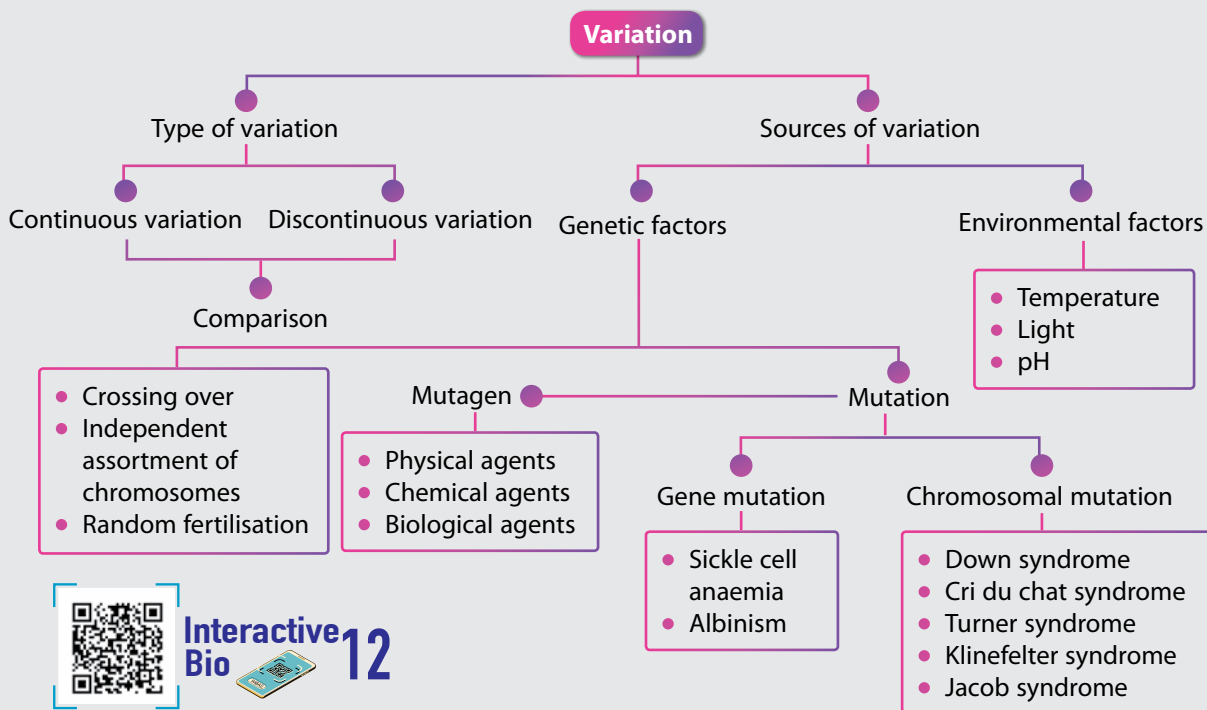 Variation
Type of variation
Sources of variation
Continuous variation
Discontinuous variation
Genetic factors
Environmental factors
Comparison
Temperature
Light
pH
Crossing over
Independent
assortment of
chromosomes
Random fertilisation
Mutagen
Mutation
Physical agents
Chemical agents
Biological agents
Gene mutation
Chromosomal mutation
Sickle cell
anaemia
Albinism
Down syndrome
Cri du chat syndrome
Turner syndrome
Klinefelter syndrome
Jacob syndrome
Interactive
Bio 12